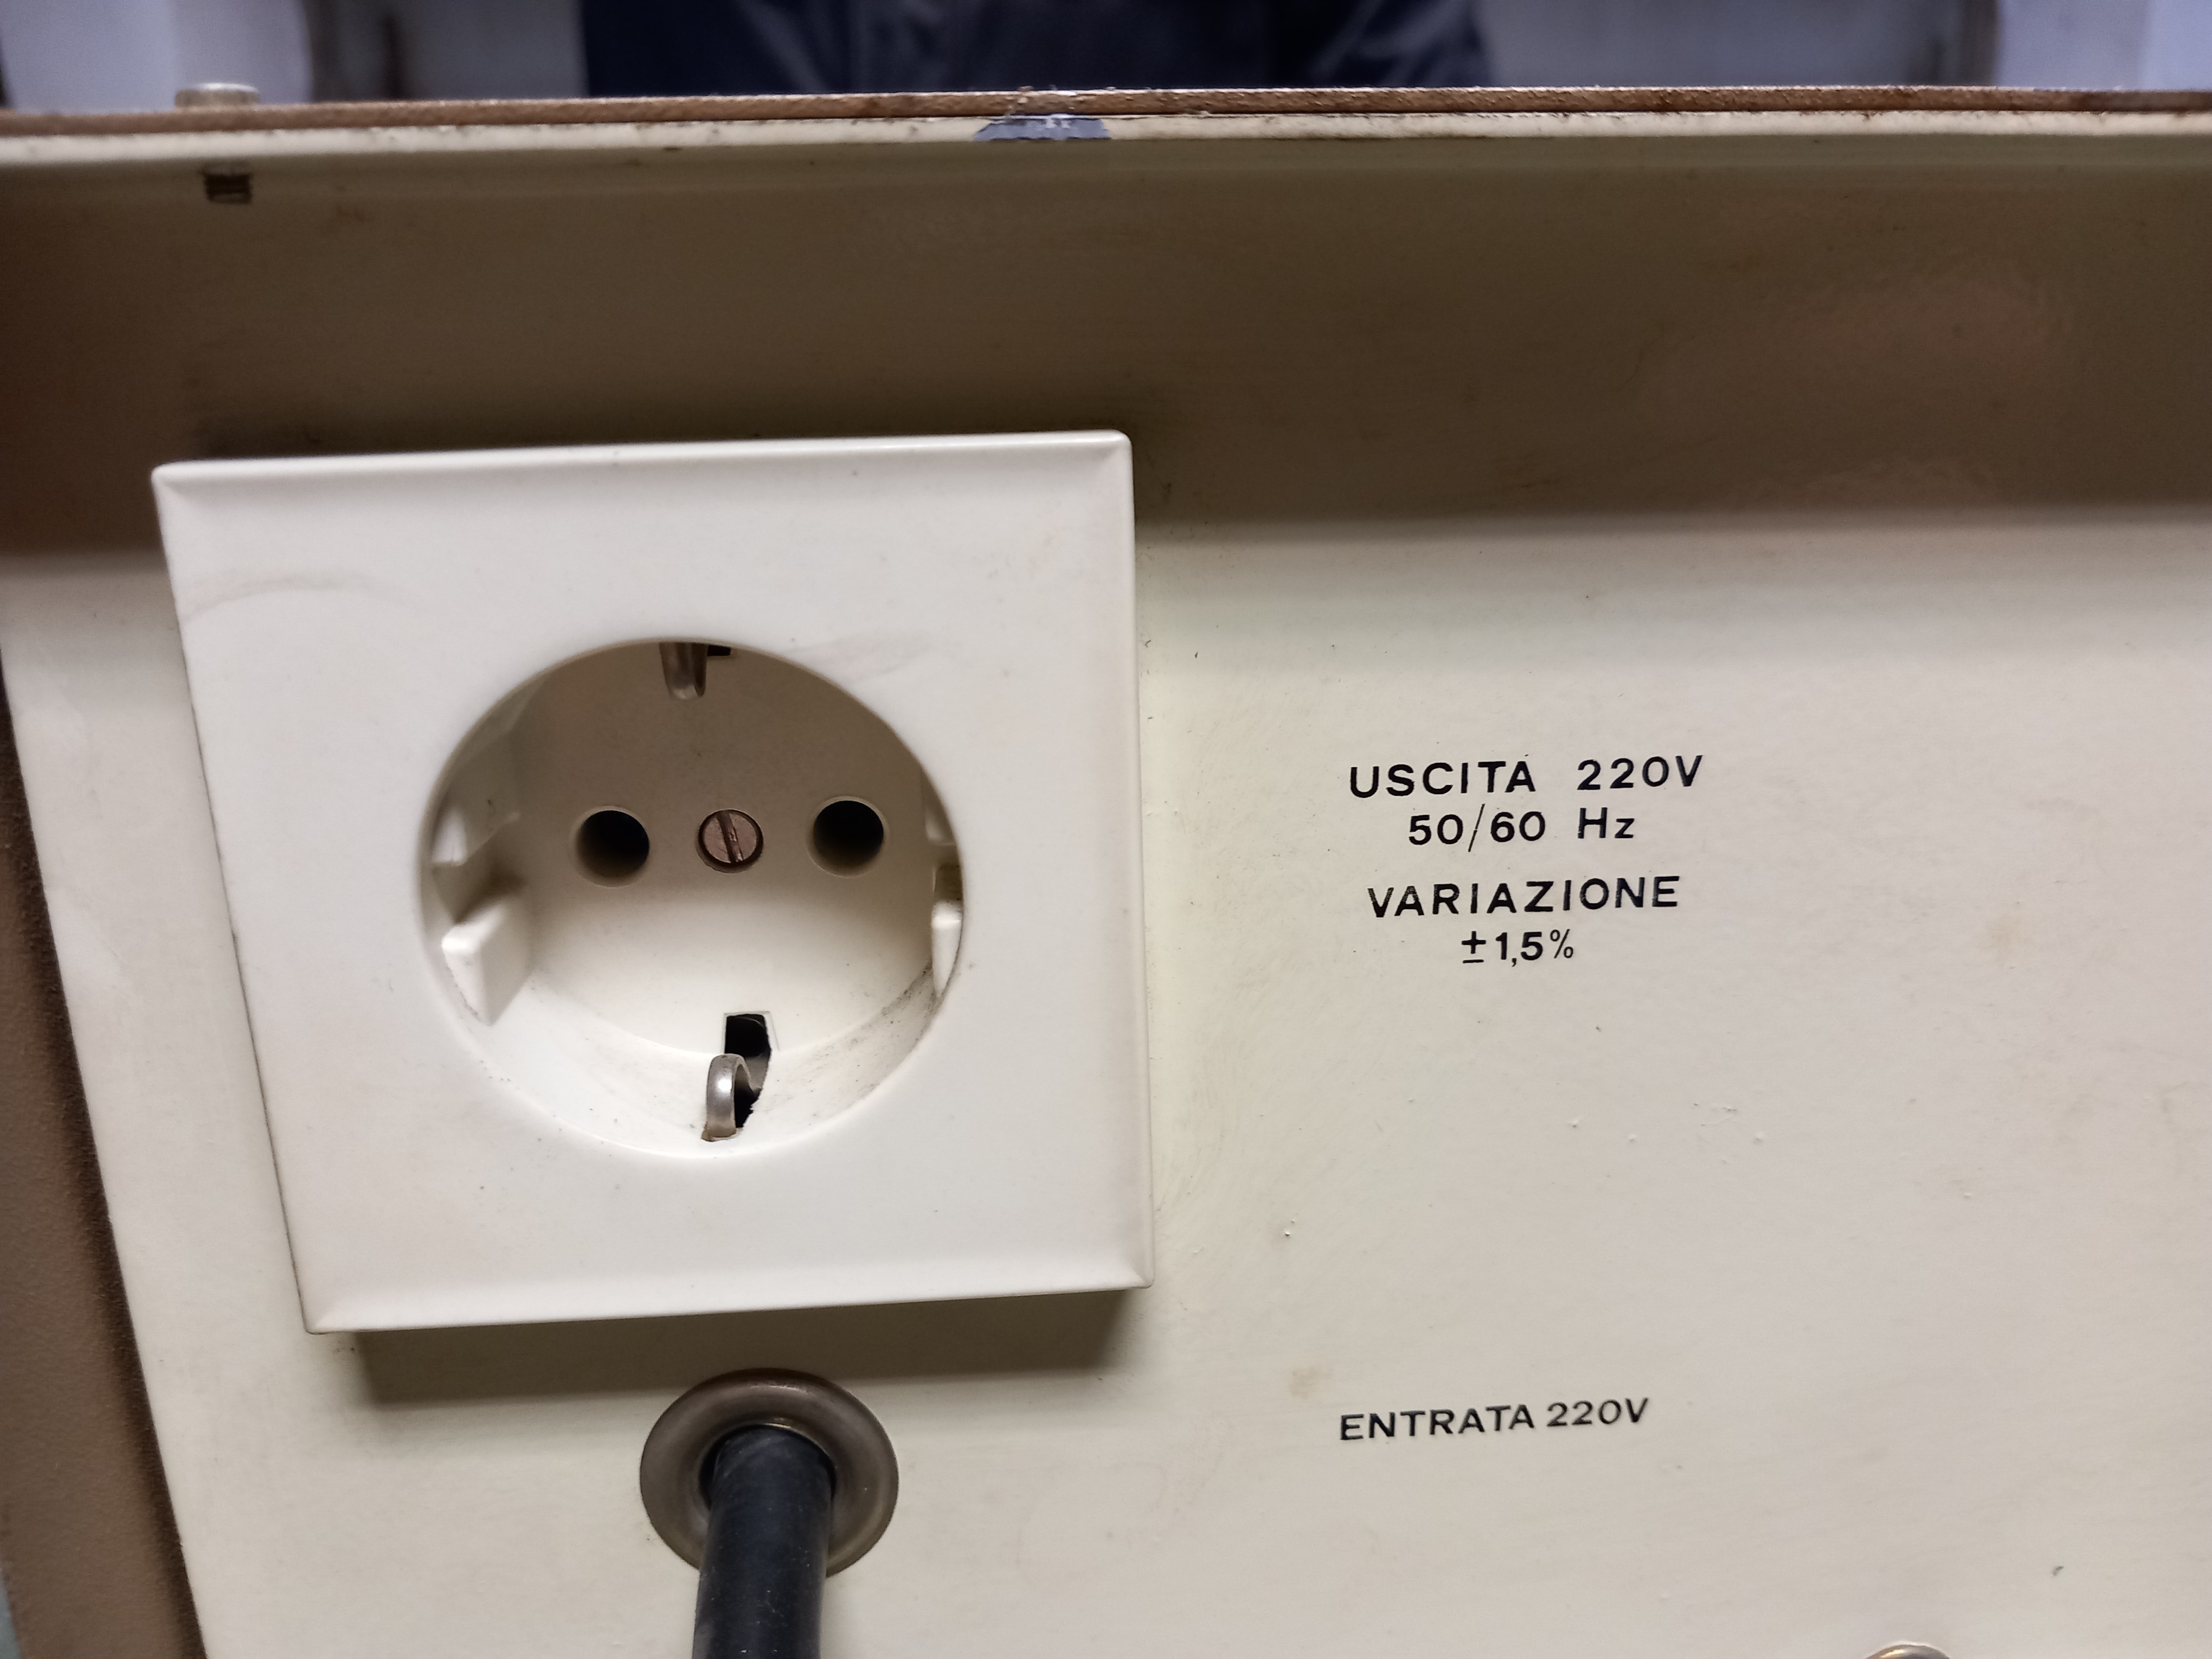 USCITA 220V
50/60 Hz
VARIAZIONE
±1,5%
ENTRATA 220V